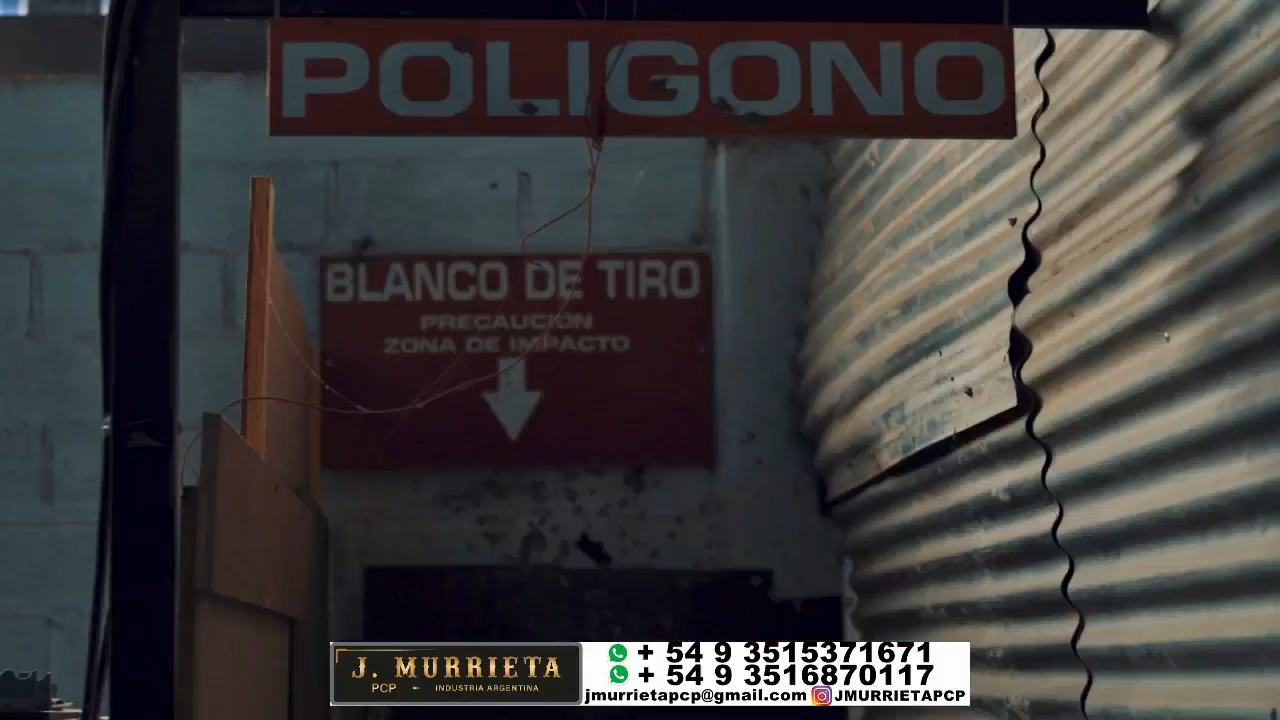 POLIGONO
BLANCO DE TIRO
PRECAUCION
ZONA DE IMPACTO
J. MURRIETA
PCP - INDUSTRIA ARGENTINA
+ 54 9 3515371671
+ 54 9 3516870117
jmurrietapcp@gmail.com JMURRIETAPCP